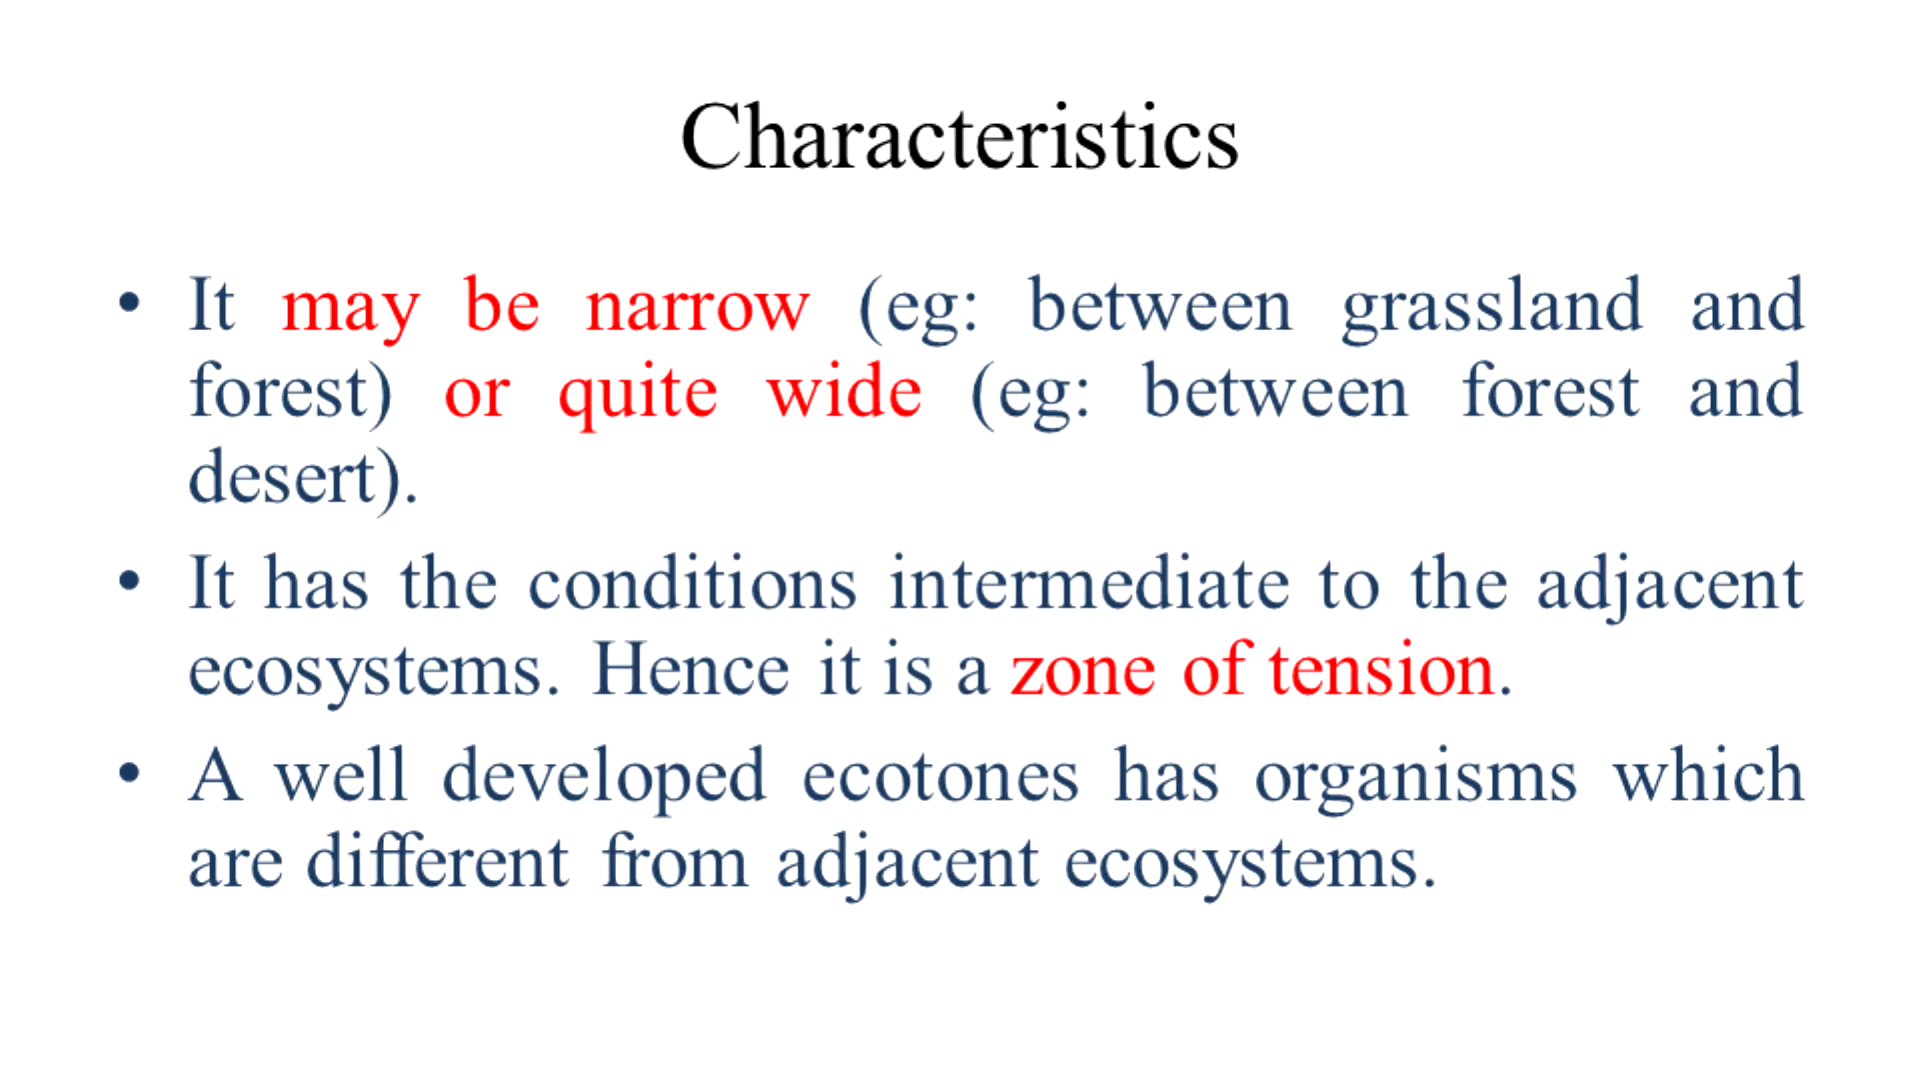 Characteristics
• It may be narrow (eg: between grassland and
forest) or quite wide (eg: between forest and
desert).
• It has the conditions intermediate to the adjacent
ecosystems. Hence it is a zone of tension.
• A well developed ecotones has organisms which
are different from adjacent ecosystems.